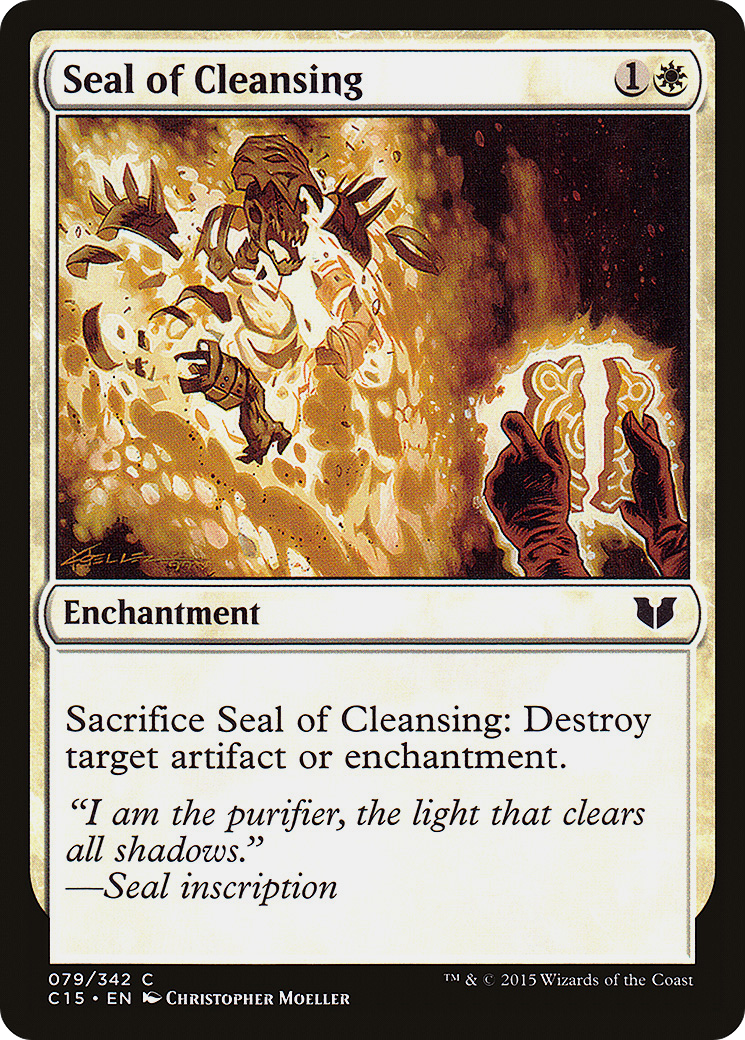 Seal of Cleansing 1
Enchantment
Sacrifice Seal of Cleansing: Destroy
target artifact or enchantment.
“I am the purifier, the light that clears
all shadows.”
—Seal inscription
079/342 C
™ & © 2015 Wizards of the Coast
C15 • EN Christopher Moeller